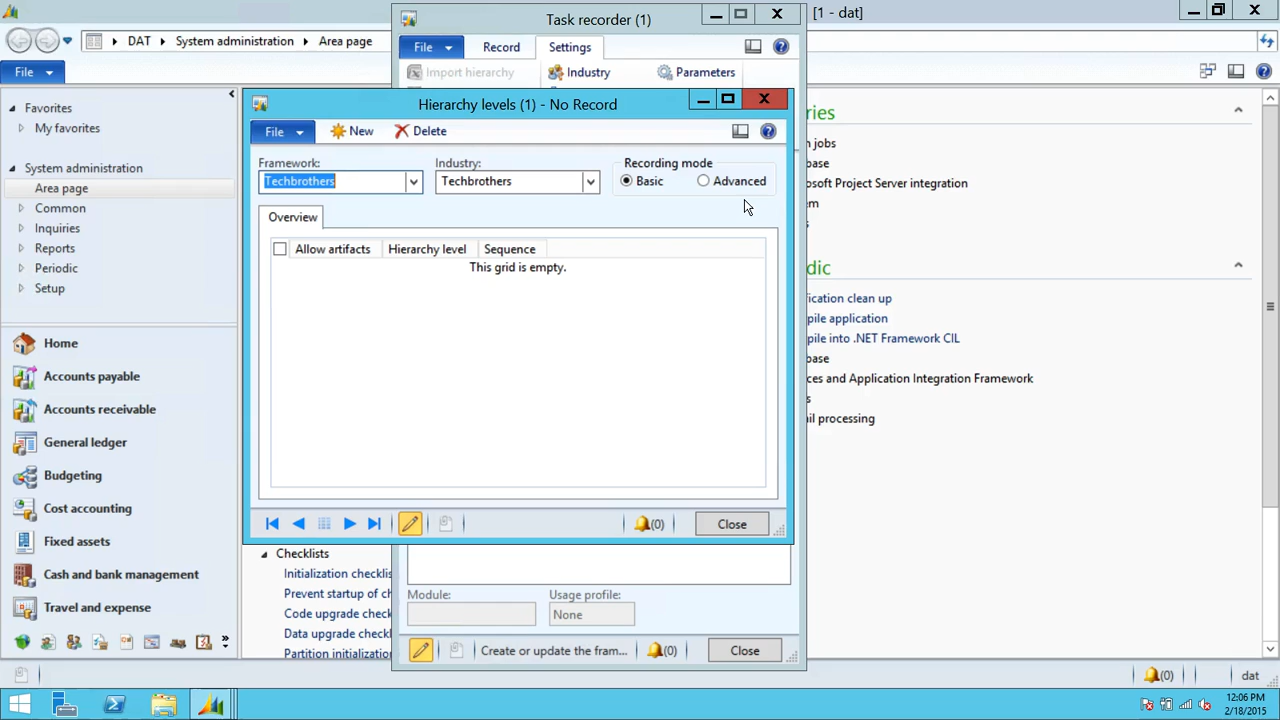 Task recorder (1)
[1 - dat]
DAT
System administration
Area page
File
Record
Settings
File
Import hierarchy
Industry
Parameters
Hierarchy levels (1) - No Record
File
New
Delete
Framework:
Techbrothers
Industry:
Techbrothers
Recording mode
Basic
Advanced
Overview
Allow artifacts
Hierarchy level
Sequence
This grid is empty.
(0)
Close
Favorites
My favorites
System administration
Area page
Common
Inquiries
Reports
Periodic
Setup
Home
Accounts payable
Accounts receivable
General ledger
Budgeting
Cost accounting
Fixed assets
Cash and bank management
Travel and expense
ries
n jobs
base
osoft Project Server integration
m
s
dic
ification clean up
pile application
pile into .NET Framework CIL
base
ces and Application Integration Framework
s
ail processing
Checklists
Initialization checklis
Prevent startup of ch
Code upgrade check
Data upgrade checkl
Partition initializatio
Module:
Usage profile:
None
Create or update the fram...
(0)
Close
(0)
dat
12:06 PM
2/18/2015